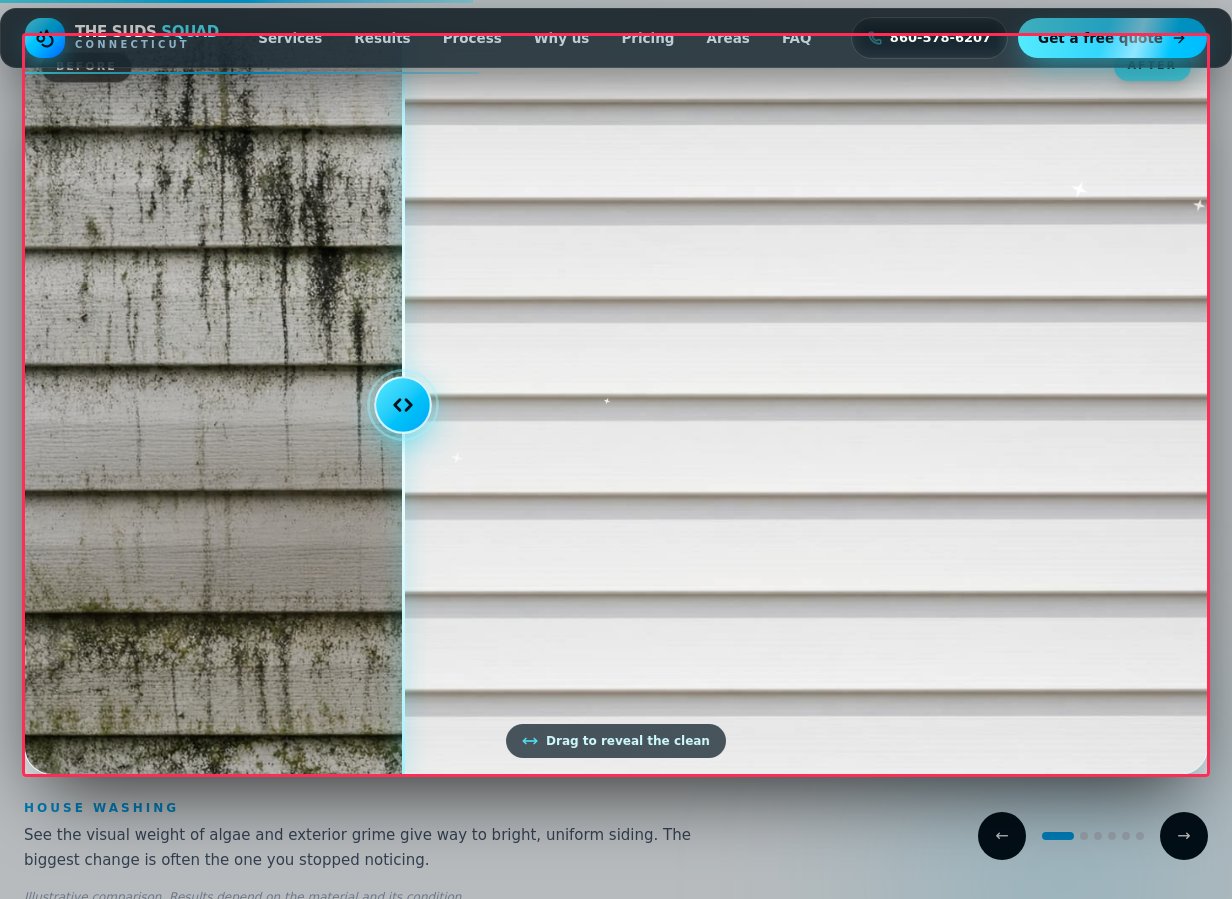 THE SUDS SQUAD
CONNECTICUT
Services Results Process Why us Pricing Areas FAQ
860-578-6207
Get a free quote →
BEFORE
AFTER
Drag to reveal the clean
HOUSE WASHING
See the visual weight of algae and exterior grime give way to bright, uniform siding. The
biggest change is often the one you stopped noticing.
Illustrative comparison. Results depend on the material and its condition.